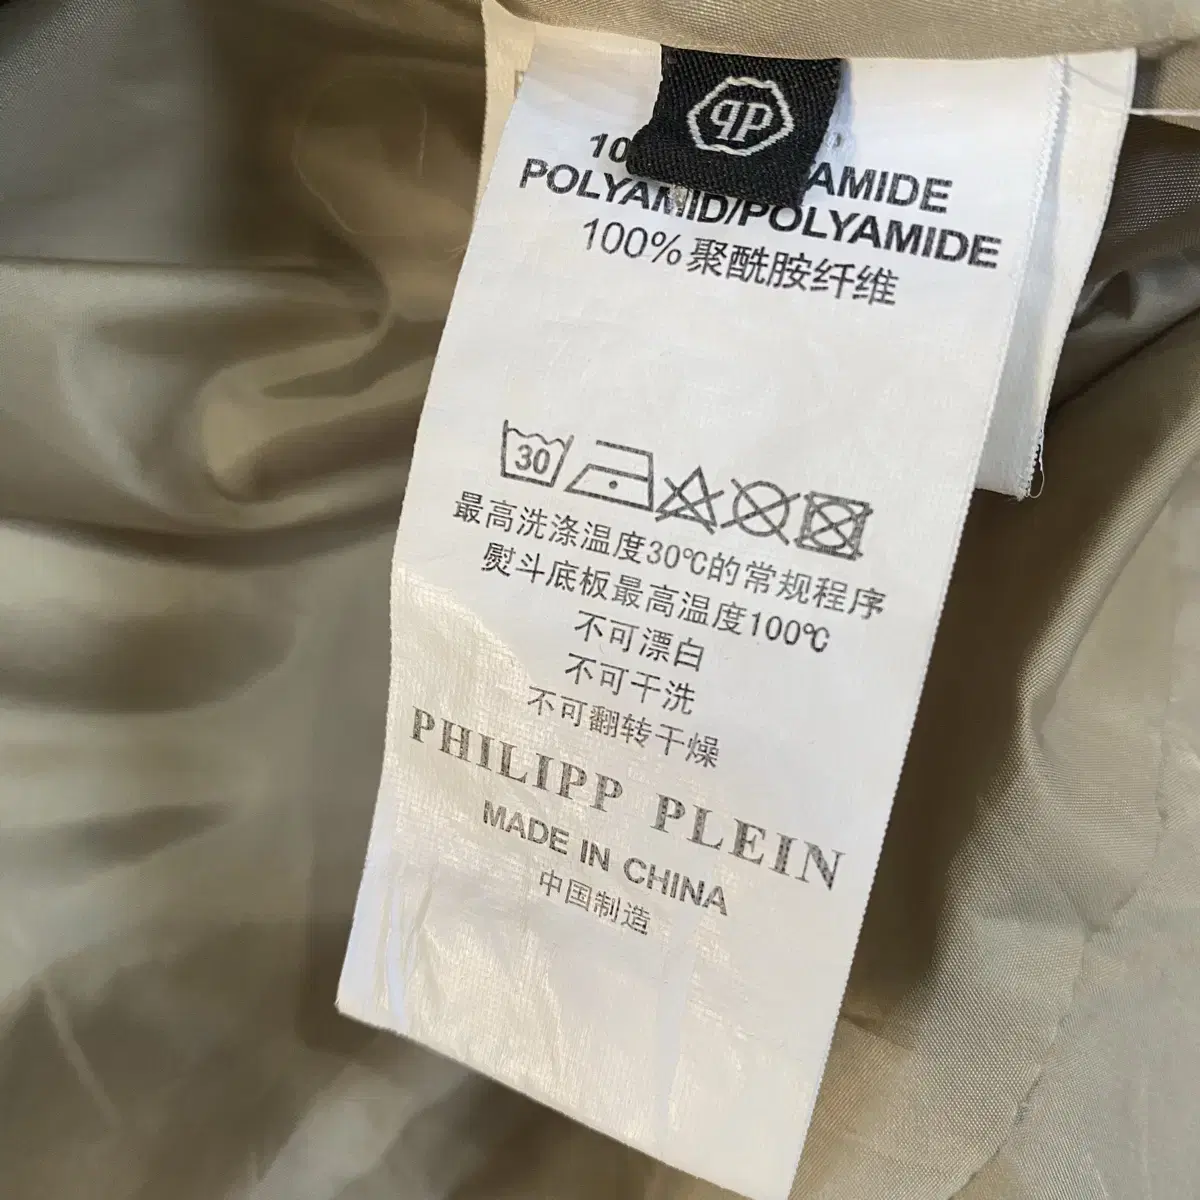 AMIDE
POLYAMID/POLYAMIDE
100%聚酰胺纤维
30
最高洗涤温度30℃的常规程序
熨斗底板最高温度100℃
不可漂白
不可干洗
不可翻转干燥
PHILIPP PLEIN
MADE IN CHINA
中国制造